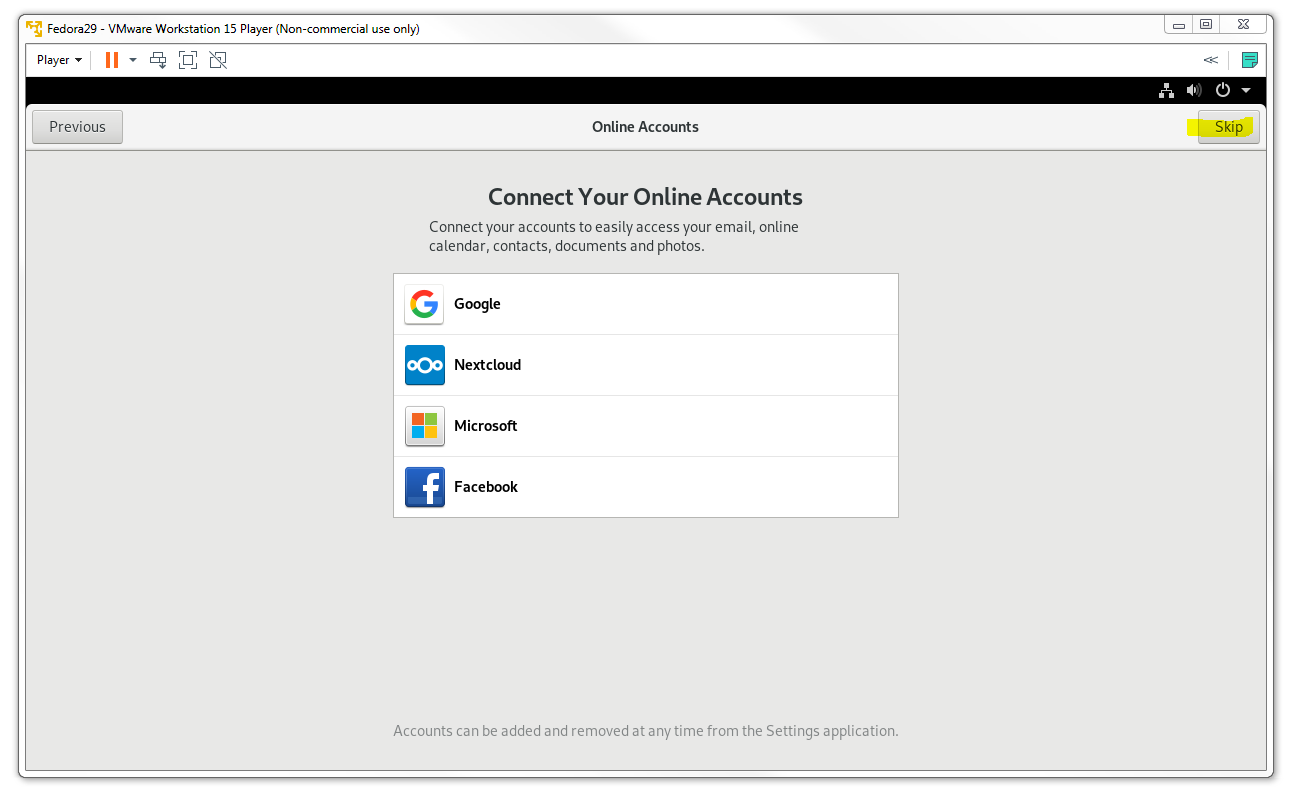 Fedora29 - VMware Workstation 15 Player (Non-commercial use only)
Player
Previous
Online Accounts
Skip
Connect Your Online Accounts
Connect your accounts to easily access your email, online
calendar, contacts, documents and photos.
Google
Nextcloud
Microsoft
Facebook
Accounts can be added and removed at any time from the Settings application.